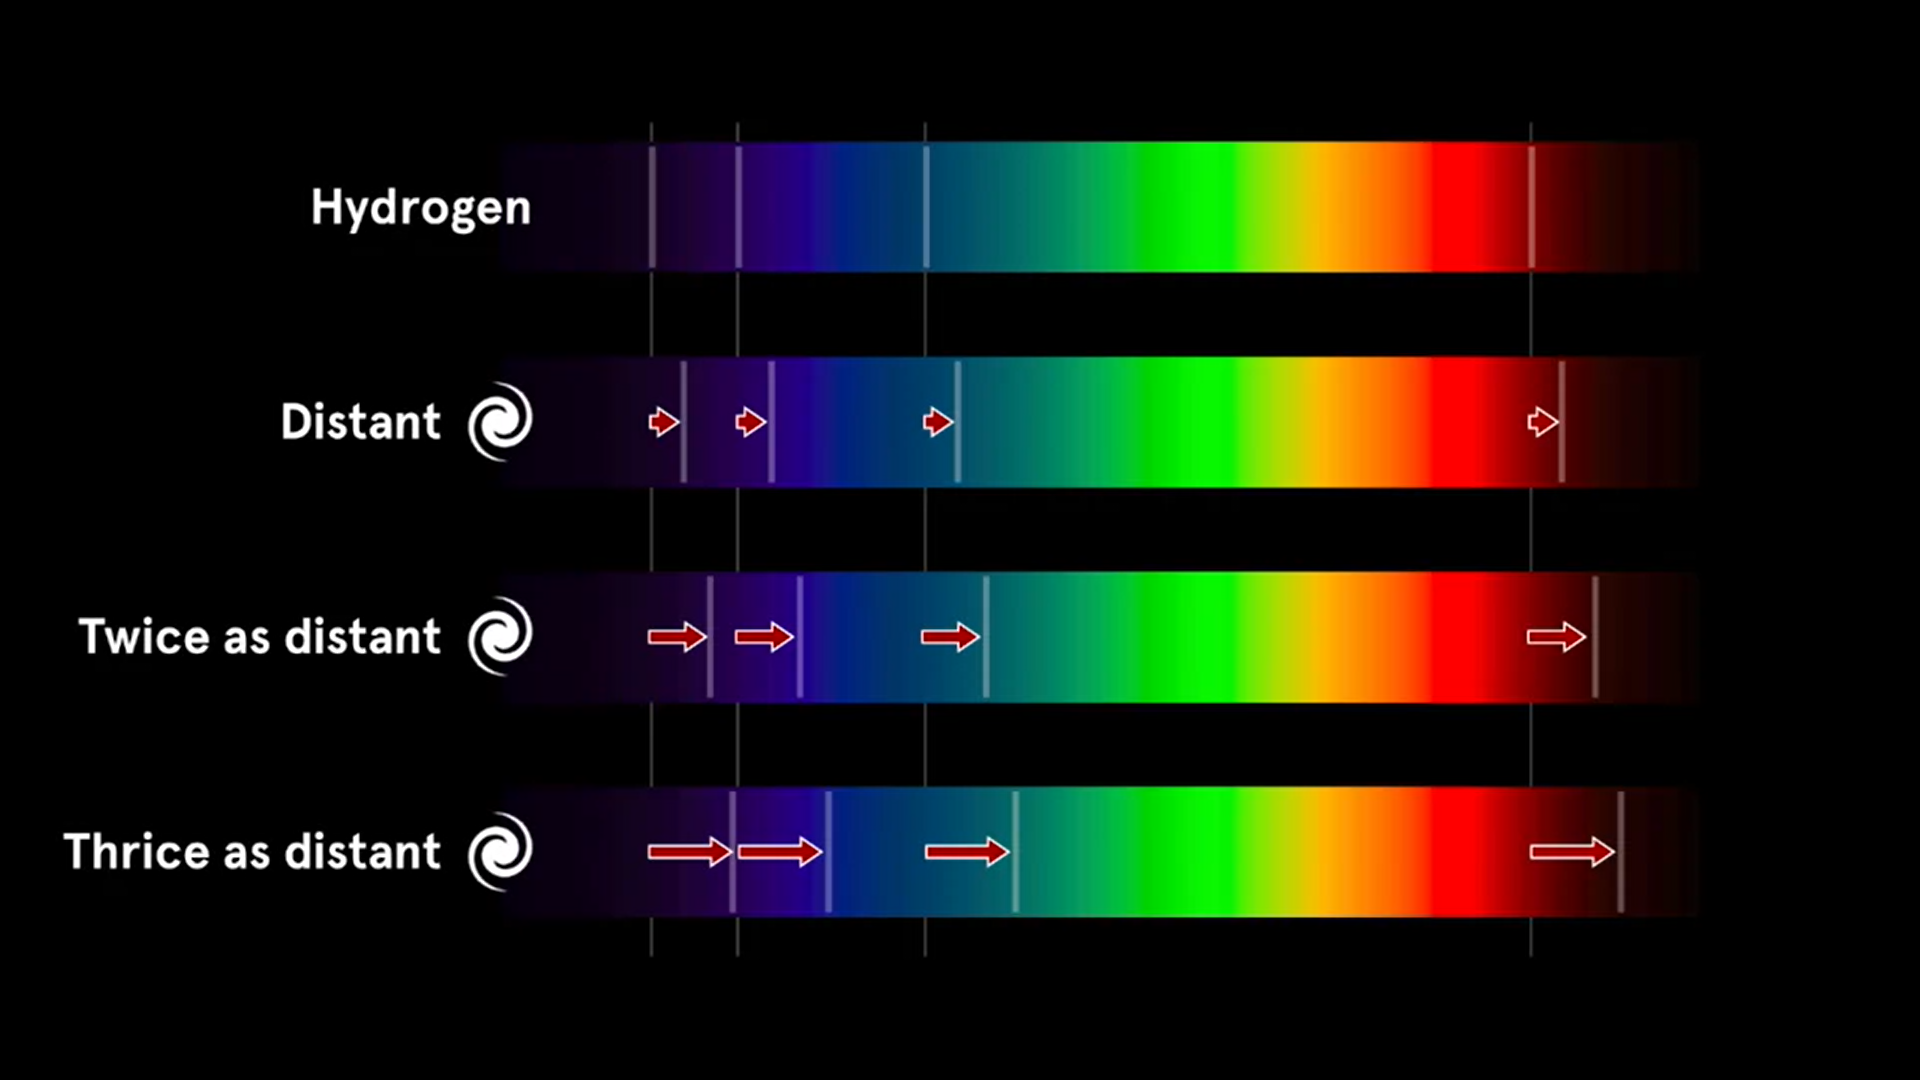 Hydrogen
Distant
Twice as distant
Thrice as distant